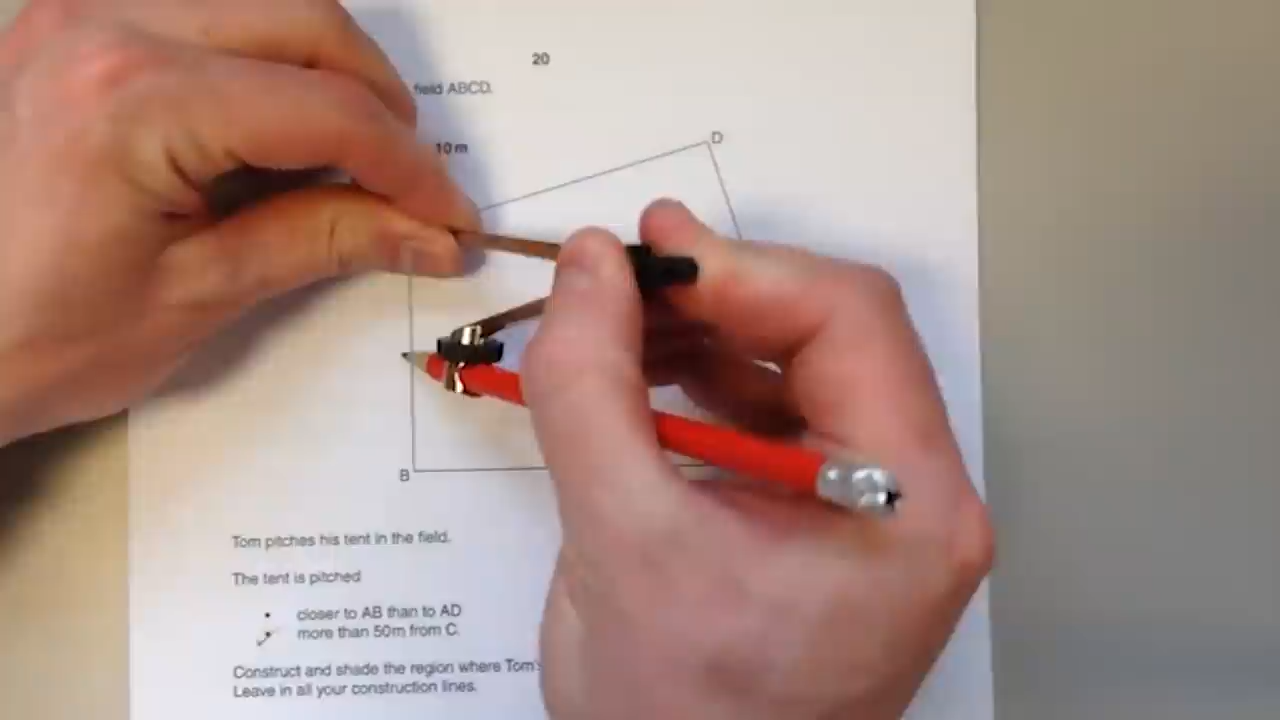 20
field ABCD.
10 m
D
B
Tom pitches his tent in the field.
The tent is pitched
• closer to AB than to AD
• more than 50 m from C.
Construct and shade the region where Tom's
Leave in all your construction lines.